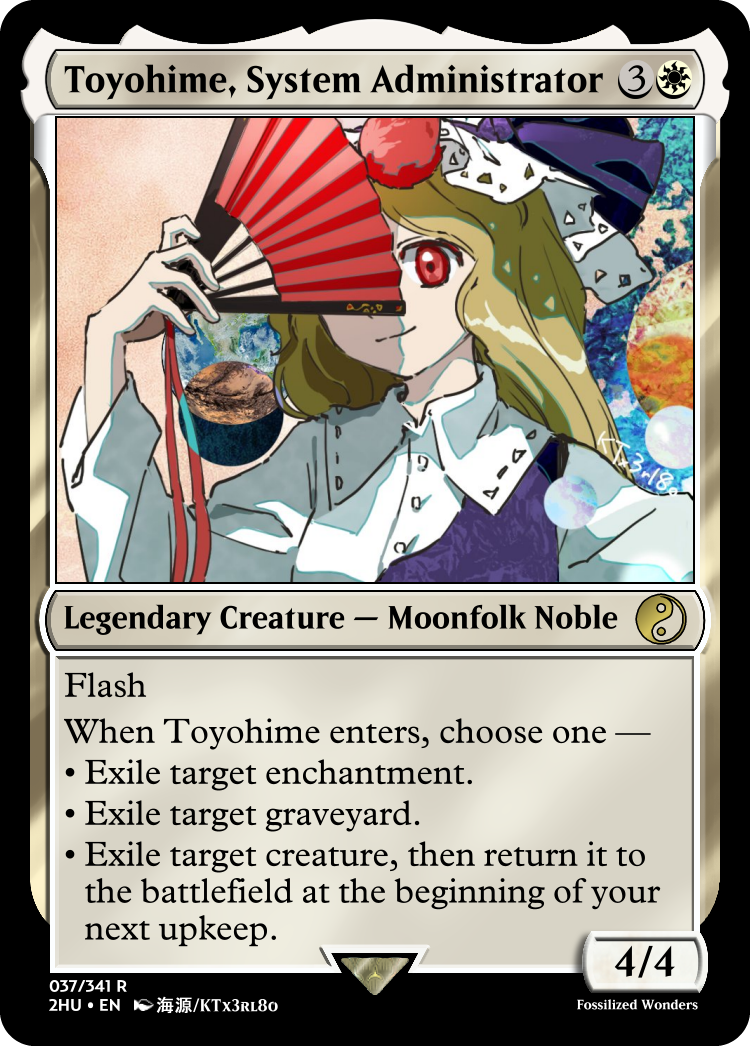 Toyohime, System Administrator 3
KTx3rl80
Legendary Creature — Moonfolk Noble
Flash
When Toyohime enters, choose one —
• Exile target enchantment.
• Exile target graveyard.
• Exile target creature, then return it to
the battlefield at the beginning of your
next upkeep.
4/4
037/341 R
2HU • EN 海源/KTx3rl80
Fossilized Wonders